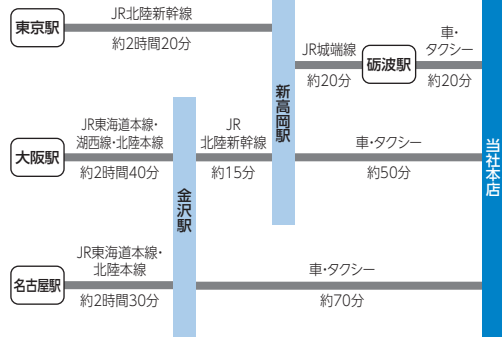 JR北陸新幹線
東京駅
約2時間20分
JR城端線
約20分
砺波駅
車・
タクシー
約20分
新高岡駅
JR東海道本線・
湖西線・北陸本線
大阪駅
約2時間40分
金沢駅
JR
北陸新幹線
約15分
車・タクシー
約50分
当社本店
JR東海道本線・
北陸本線
名古屋駅
約2時間30分
車・タクシー
約70分